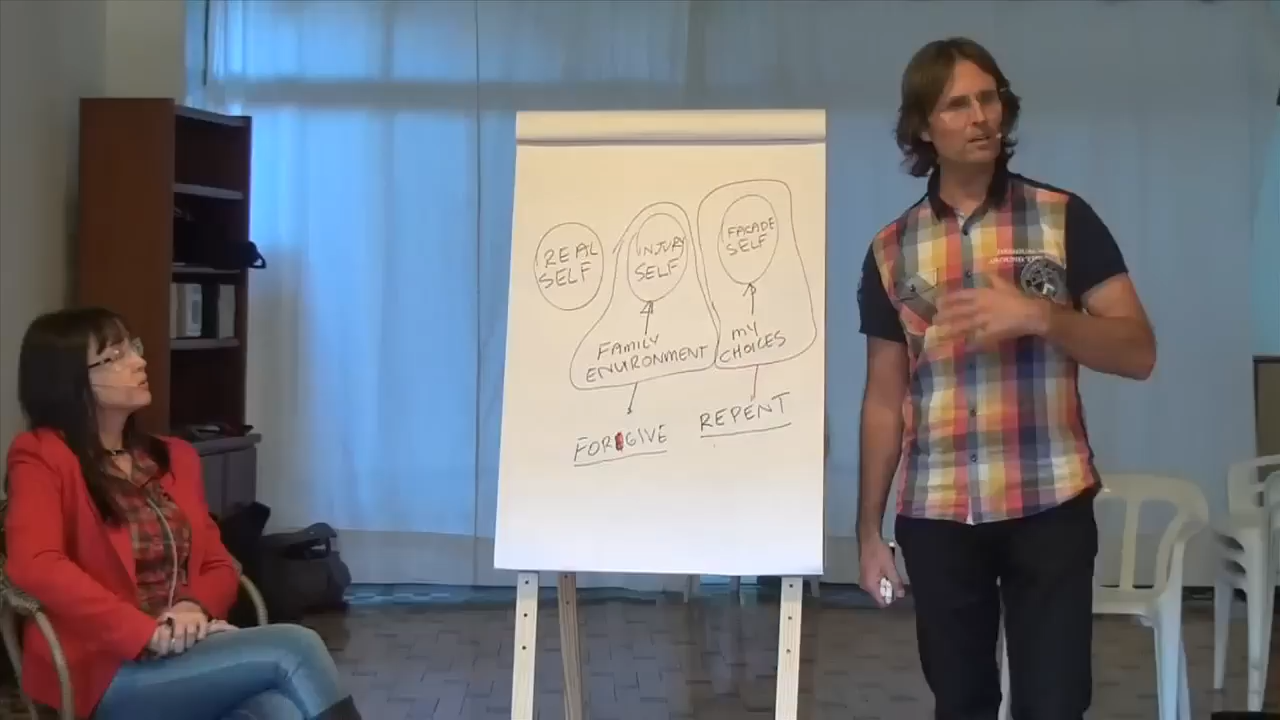 REAL
SELF
INJURY
SELF
FACADE
SELF
FAMILY
ENVIRONMENT
MY
CHOICES
FORGIVE
REPENT